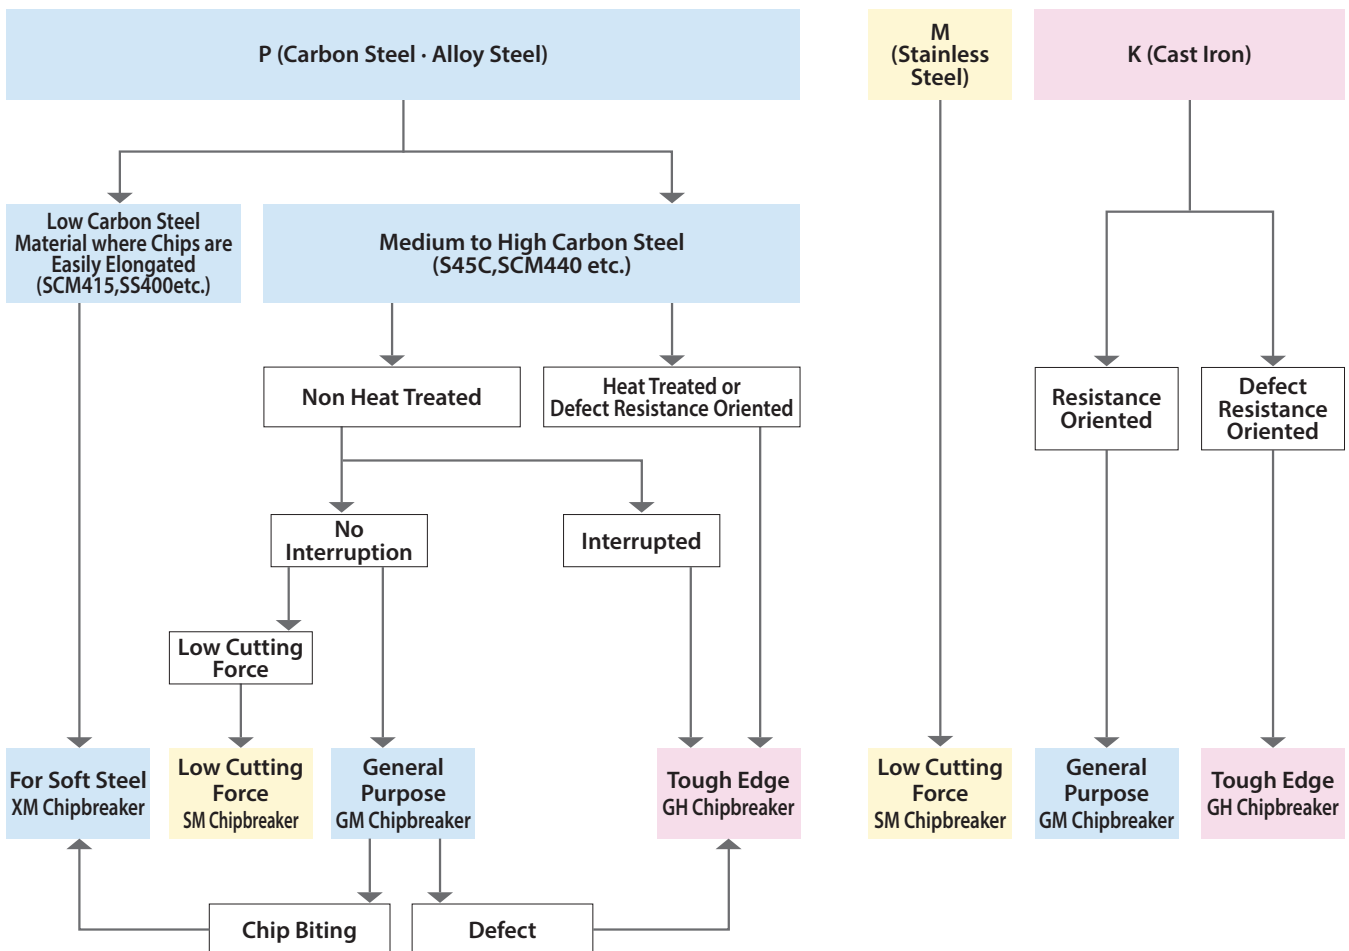 P (Carbon Steel · Alloy Steel)
M
(Stainless
Steel)
K (Cast Iron)
Low Carbon Steel
Material where Chips are
Easily Elongated
(SCM415,SS400etc.)
Medium to High Carbon Steel
(S45C,SCM440 etc.)
Non Heat Treated
Heat Treated or
Defect Resistance Oriented
Resistance
Oriented
Defect
Resistance
Oriented
No
Interruption
Interrupted
Low Cutting
Force
For Soft Steel
XM Chipbreaker
Low Cutting
Force
SM Chipbreaker
General
Purpose
GM Chipbreaker
Tough Edge
GH Chipbreaker
Low Cutting
Force
SM Chipbreaker
General
Purpose
GM Chipbreaker
Tough Edge
GH Chipbreaker
Chip Biting
Defect